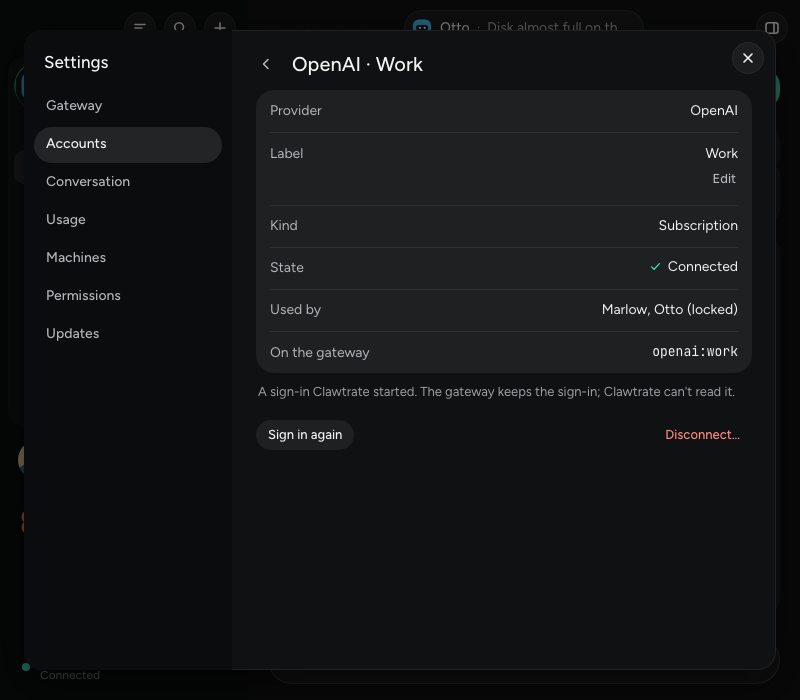 Otto · Disk almost full on th
Settings
Gateway
Accounts
Conversation
Usage
Machines
Permissions
Updates
OpenAI · Work
Provider OpenAI
Label Work
Edit
Kind Subscription
State Connected
Used by Marlow, Otto (locked)
On the gateway openai:work
A sign-in Clawtrate started. The gateway keeps the sign-in; Clawtrate can't read it.
Sign in again Disconnect...
Connected